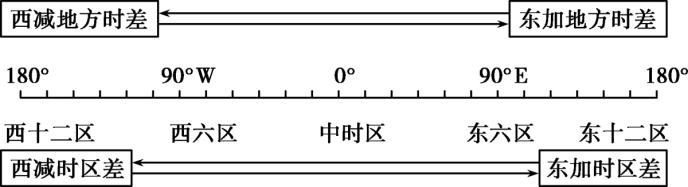 西减地方时差 东加地方时差
180° 90°W 0° 90°E 180°
西十二区 西六区 中时区 东六区 东十二区
西减时区差 东加时区差